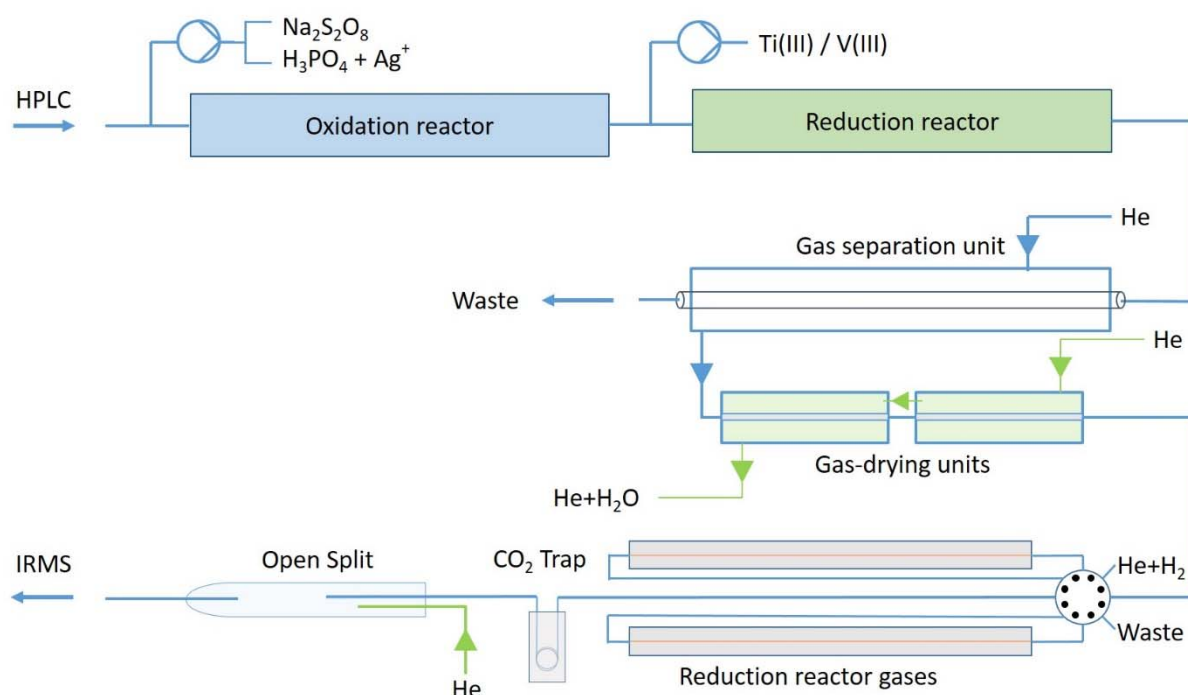 Na₂S₂O₈
H₃PO₄ + Ag⁺
Ti(III) / V(III)
HPLC
Oxidation reactor
Reduction reactor
He
Gas separation unit
Waste
He
Gas-drying units
He+H₂O
IRMS
Open Split
CO₂ Trap
He+H₂
Waste
Reduction reactor gases
He